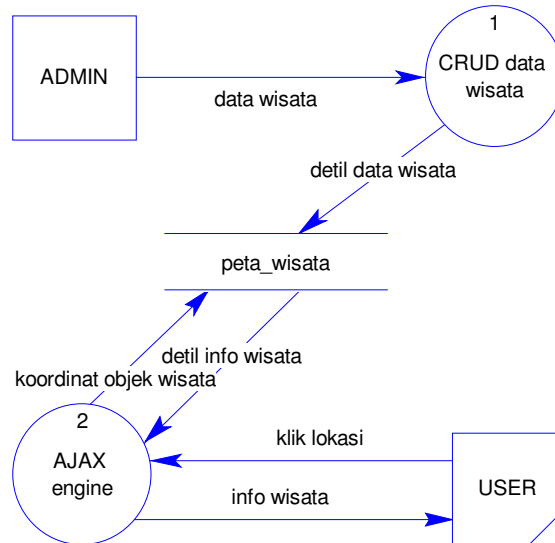 1
ADMIN
CRUD data
wisata
data wisata
detil data wisata
peta_wisata
detil info wisata
koordinat objek wisata
2
klik lokasi
AJAX
engine
USER
info wisata